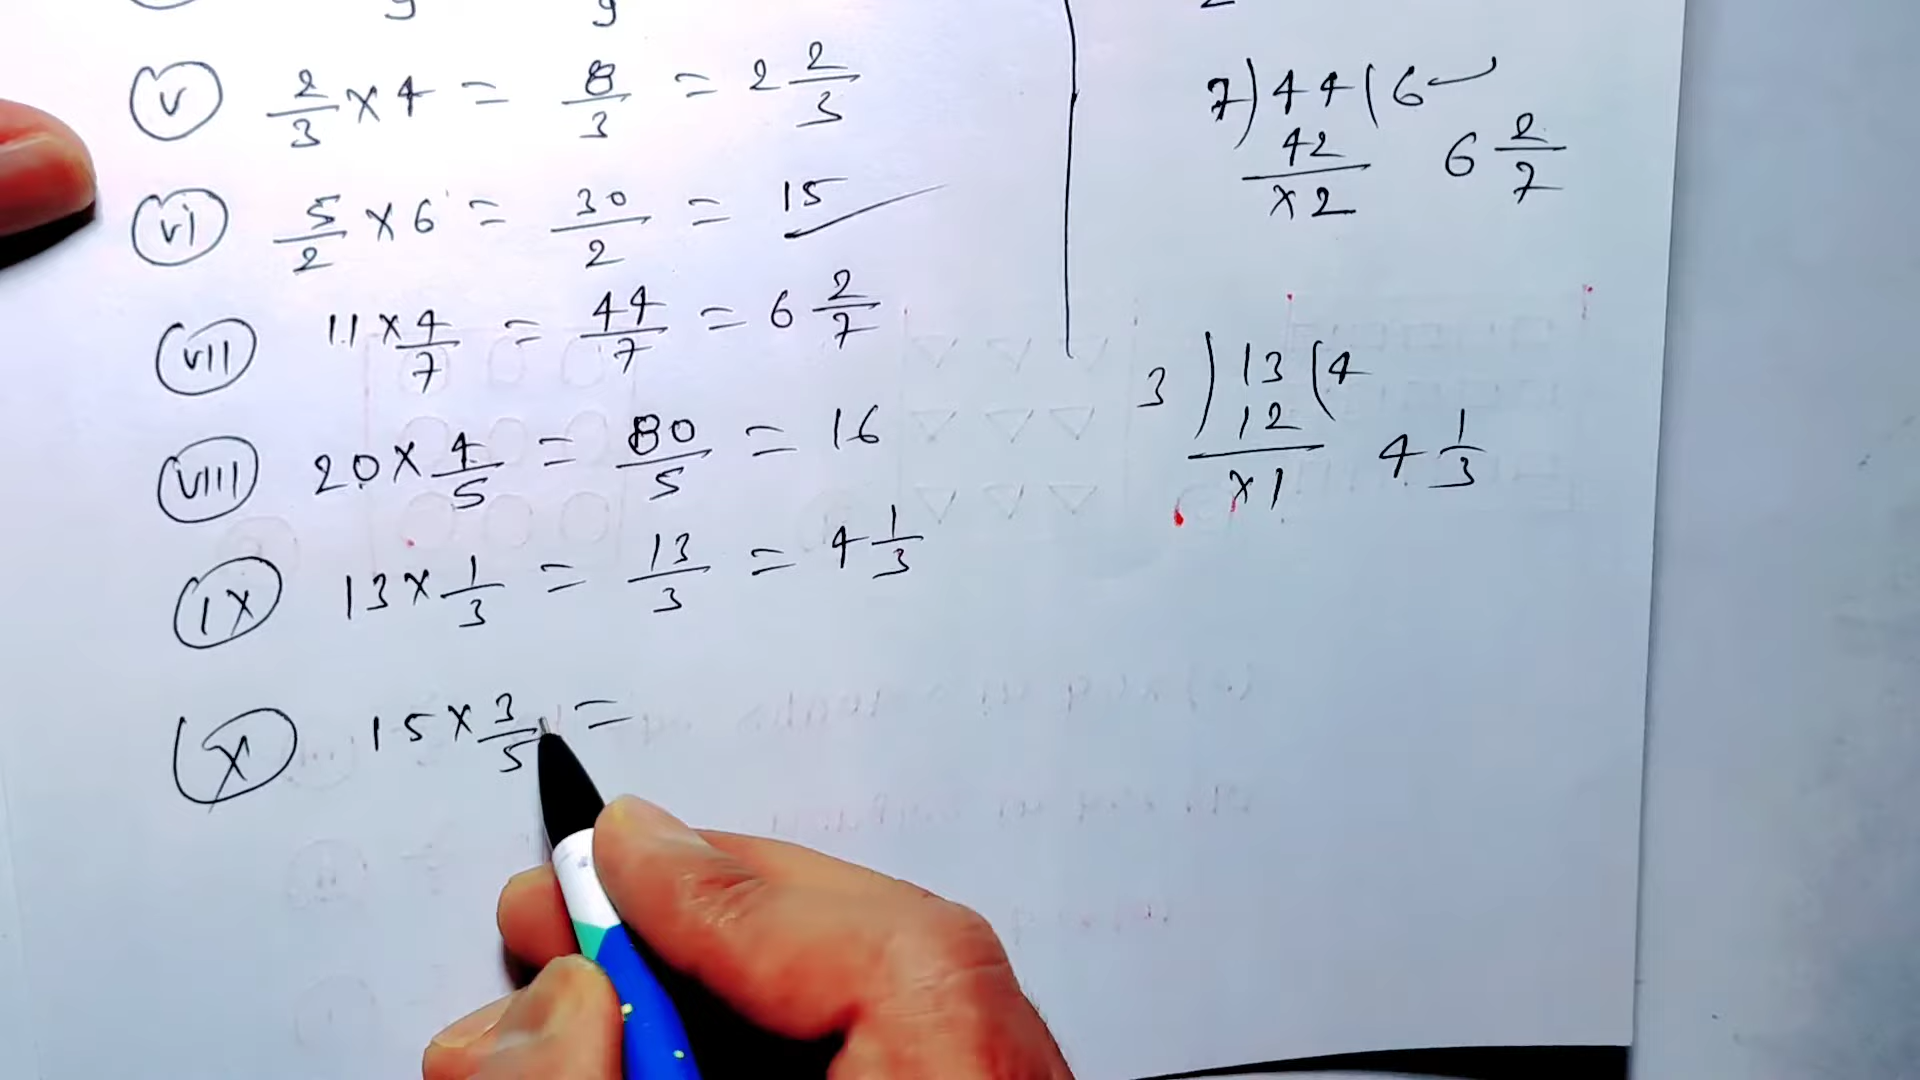 (v) 2/3 × 4 = 8/3 = 2 2/3
(vi) 5/2 × 6 = 30/2 = 15
(vii) 11 × 4/7 = 44/7 = 6 2/7
(viii) 20 × 4/5 = 80/5 = 16
(ix) 13 × 1/3 = 13/3 = 4 1/3
(x) 15 × 3/5 =
7 ) 44 ( 6
42
×2
6 2/7
3 ) 13 ( 4
12
×1
4 1/3